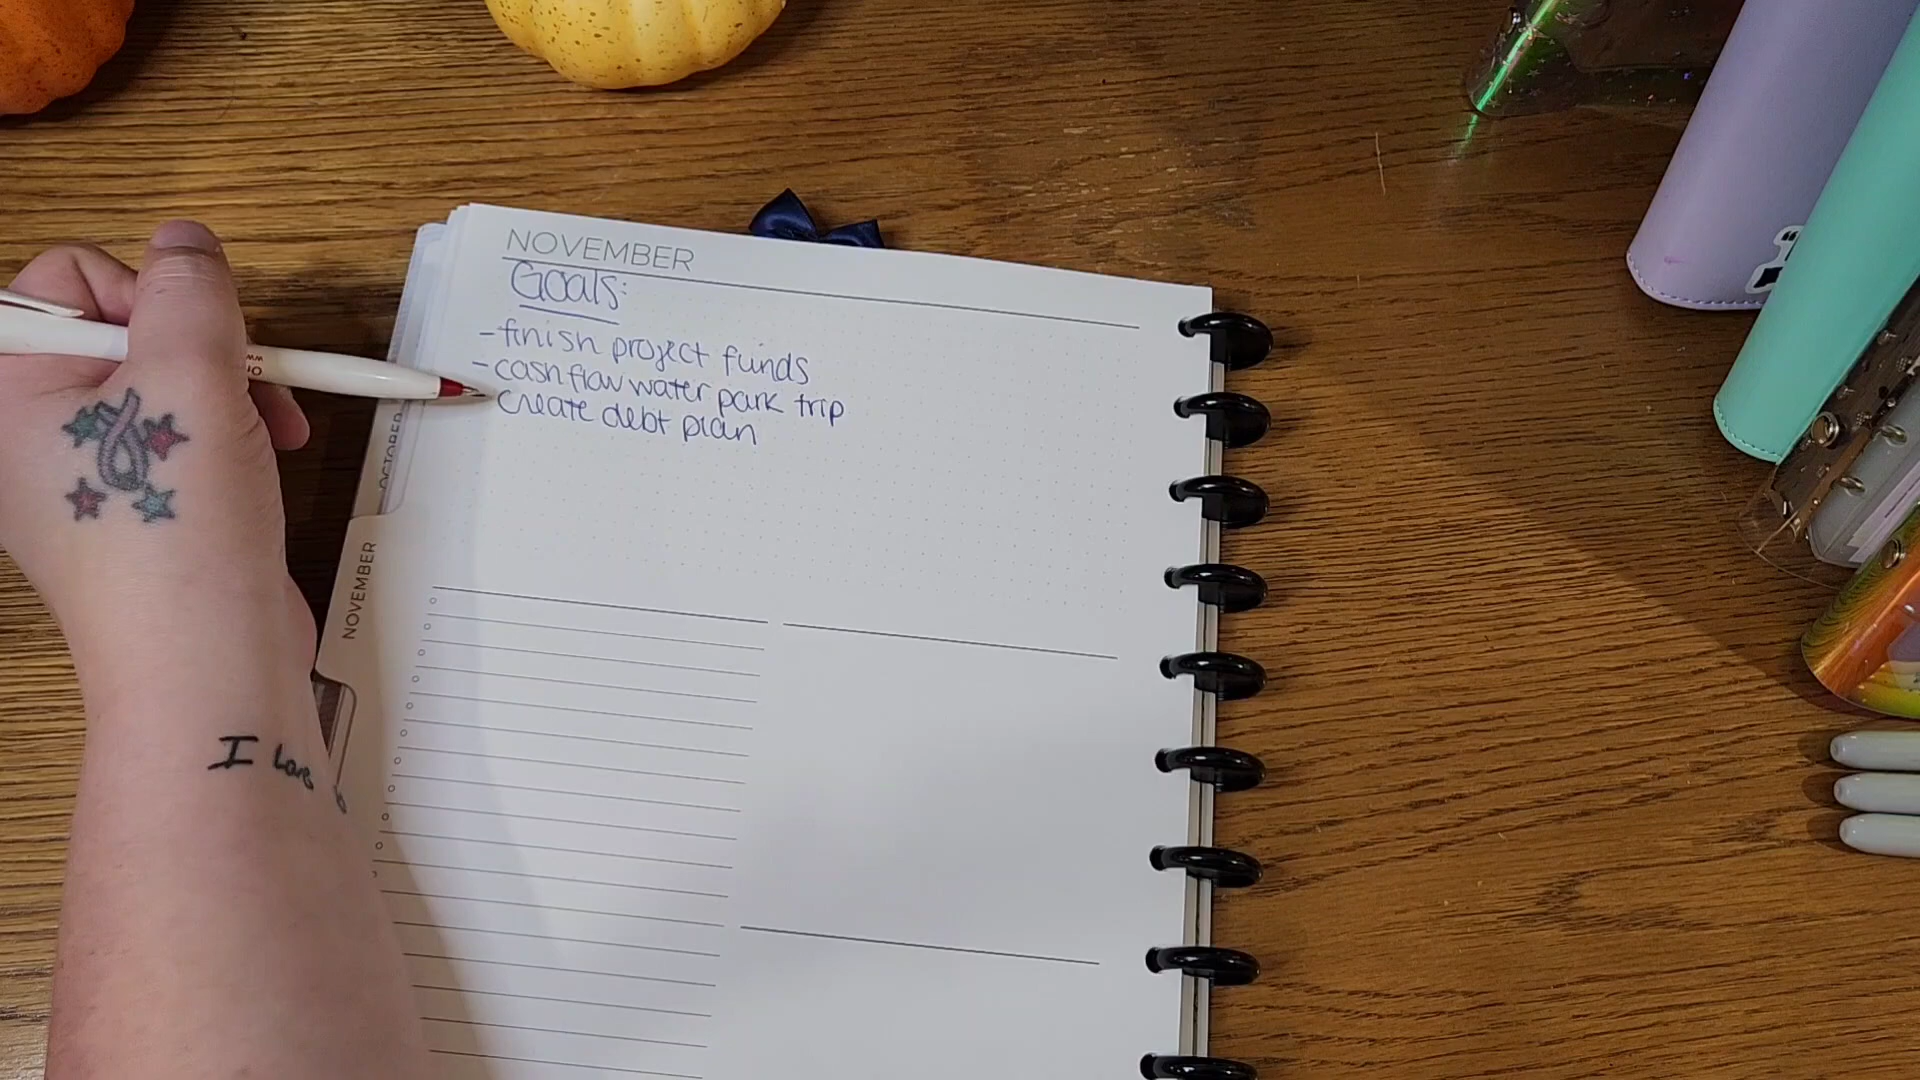 NOVEMBER
Goals:
-finish project funds
-cash flow water park trip
create debt plan
OCTOBER
NOVEMBER
I Love